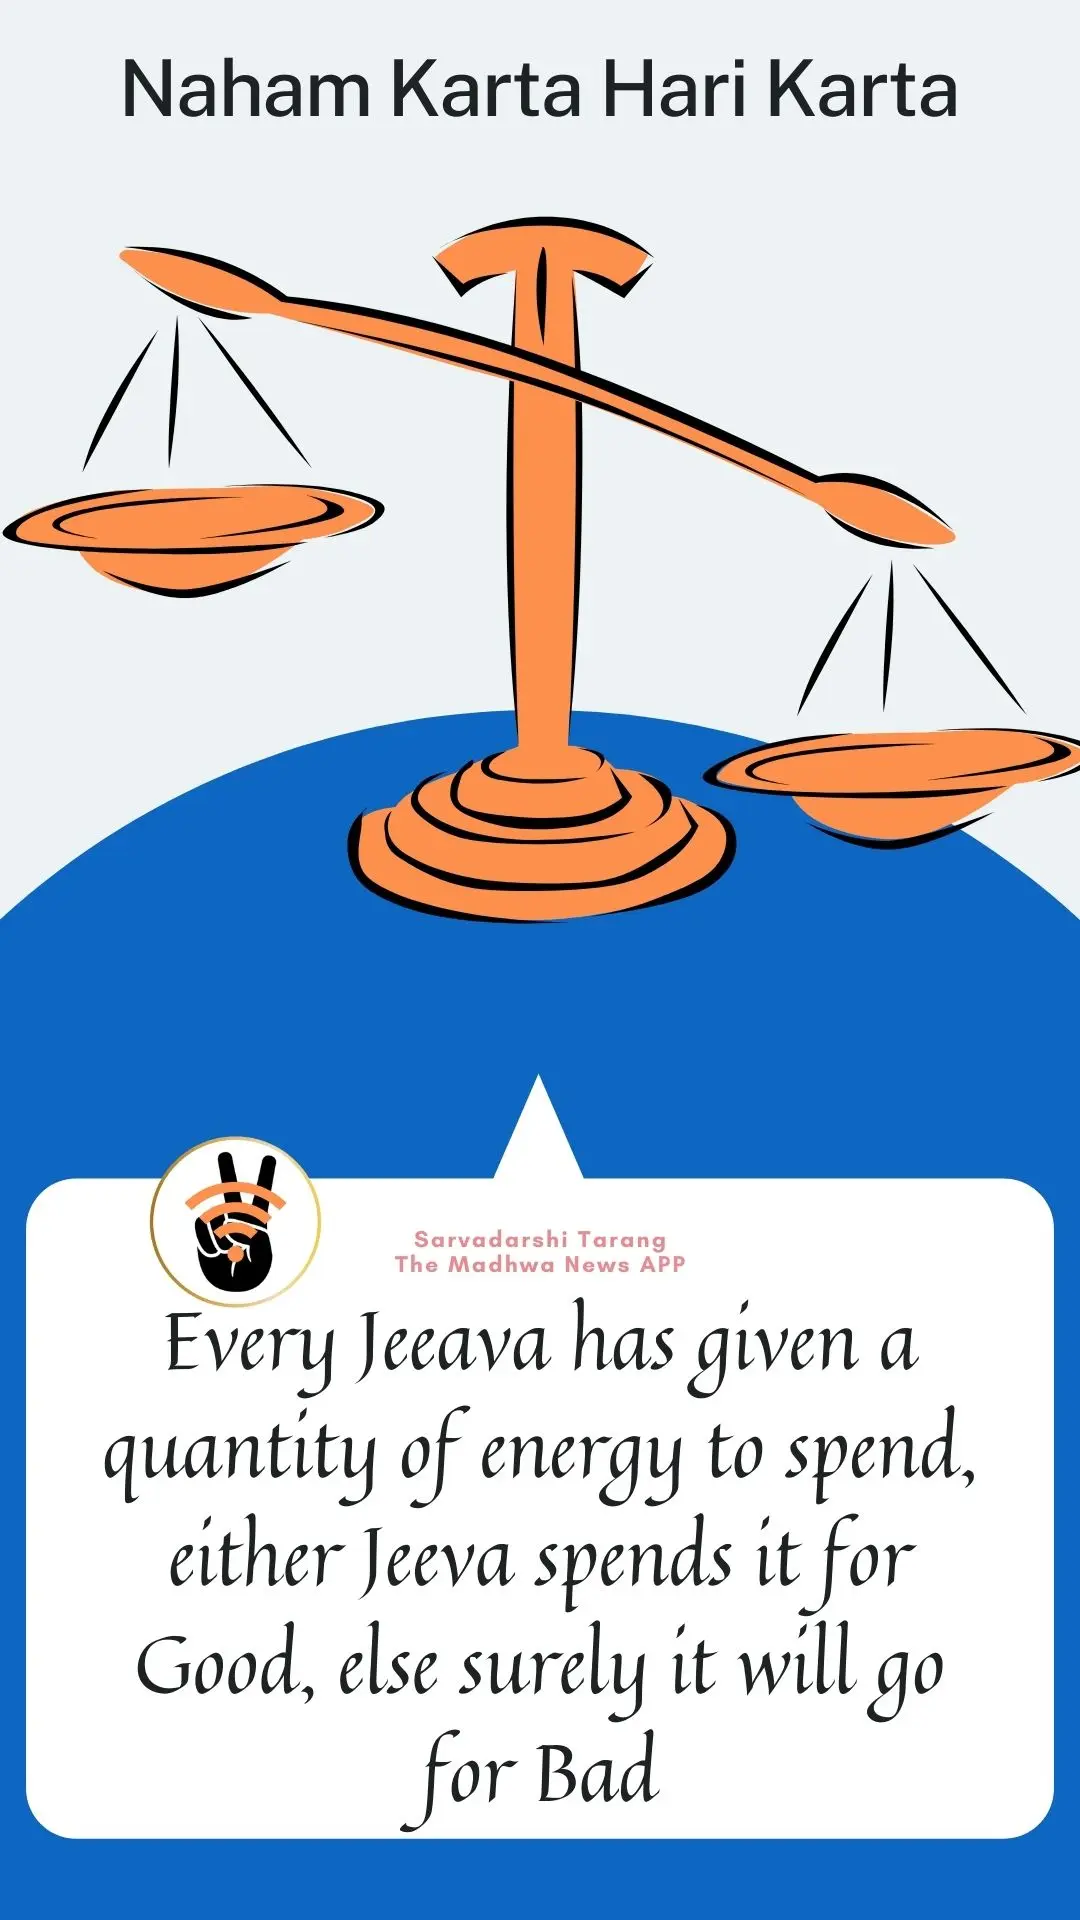 Naham Karta Hari Karta
Sarvadarshi Tarang
The Madhwa News APP
Every Jeeava has given a
quantity of energy to spend,
either Jeeva spends it for
Good, else surely it will go
for Bad